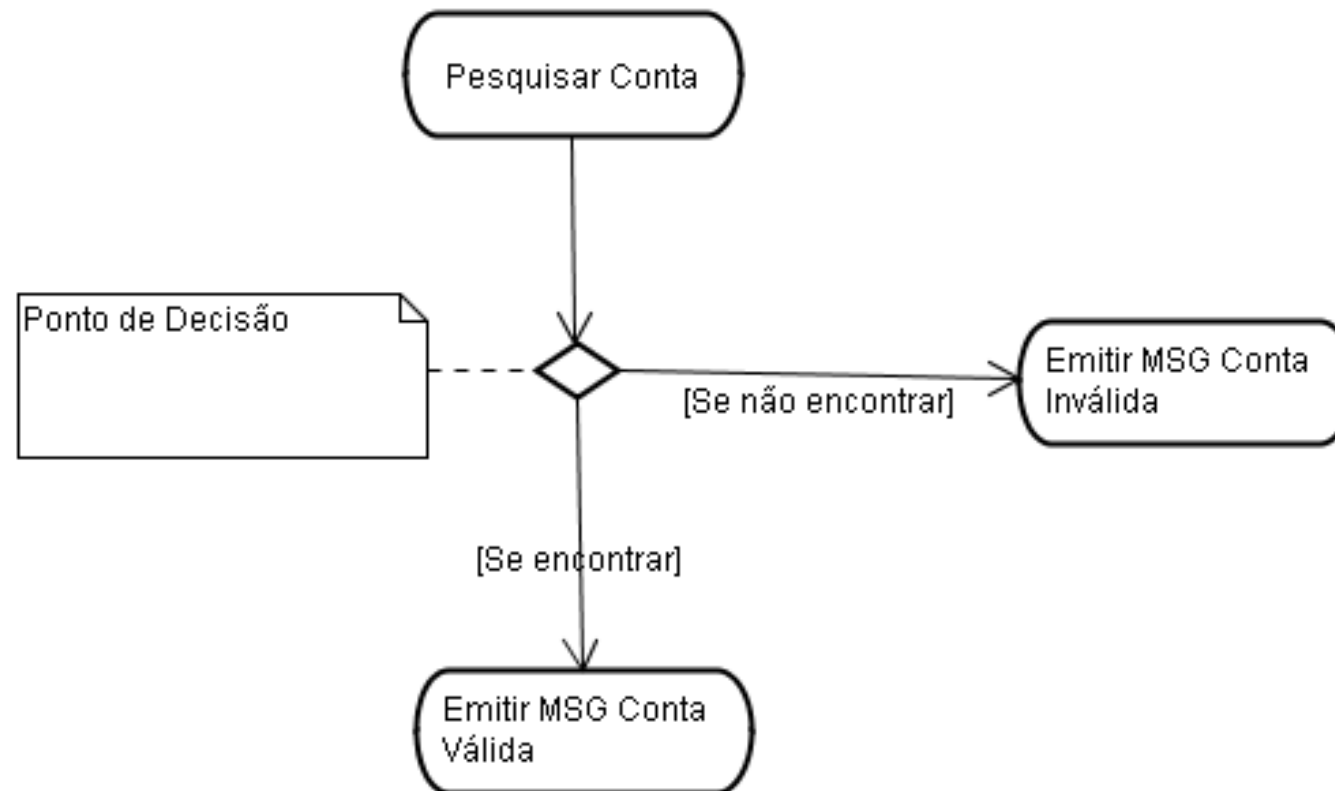 Pesquisar Conta
Ponto de Decisão
Emitir MSG Conta
Inválida
[Se não encontrar]
[Se encontrar]
Emitir MSG Conta
Válida